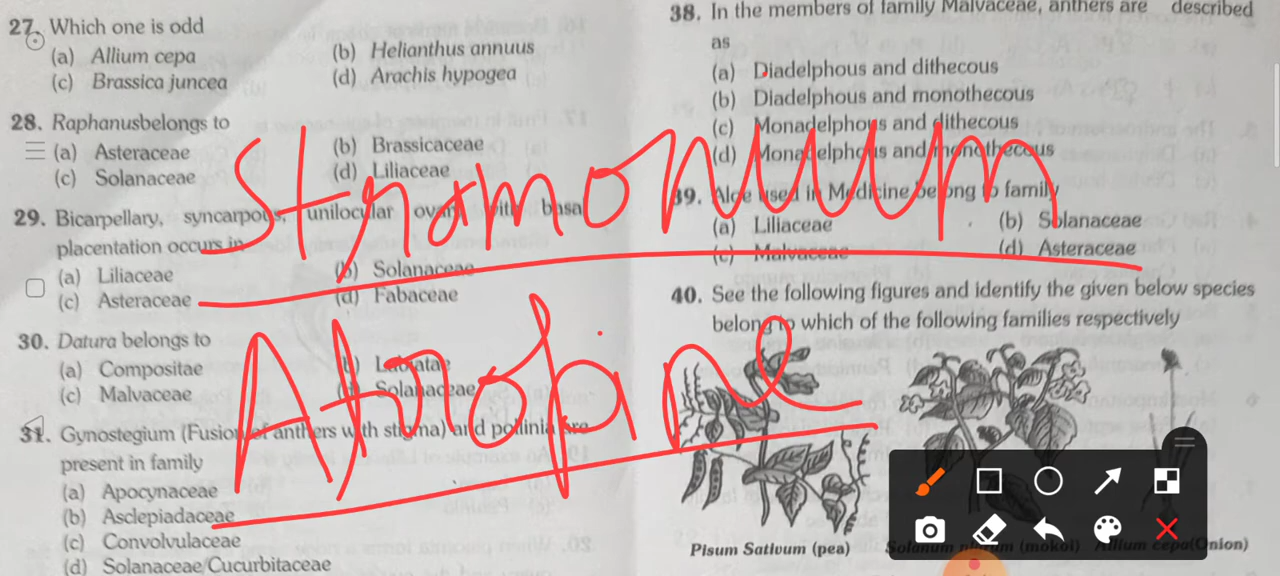 27. Which one is odd
(a) Allium cepa
(b) Helianthus annuus
(c) Brassica juncea
(d) Arachis hypogea
28. Raphanusbelongs to
(a) Asteraceae
(b) Brassicaceae
(c) Solanaceae
(d) Liliaceae
29. Bicarpellary, syncarpous, unilocular ovary with basal
placentation occurs in
(a) Liliaceae
(b) Solanaceae
(c) Asteraceae
(d) Fabaceae
30. Datura belongs to
(a) Compositae
(b) Labiatae
(c) Malvaceae
(d) Solanaceae
31. Gynostegium (Fusion of anthers with stigma) and pollinia are
present in family
(a) Apocynaceae
(b) Asclepiadaceae
(c) Convolvulaceae
(d) Solanaceae/Cucurbitaceae
38. In the members of family Malvaceae, anthers are described
as
(a) Diadelphous and dithecous
(b) Diadelphous and monothecous
(c) Monadelphous and dithecous
(d) Monadelphous and monothecous
39. Aloe used in Medicine belong to family
(a) Liliaceae
(b) Solanaceae
(c) Malvaceae
(d) Asteraceae
40. See the following figures and identify the given below species
belong to which of the following families respectively
Pisum Sativum (pea)
Allium cepa(Onion)
Stramonium
Atropine